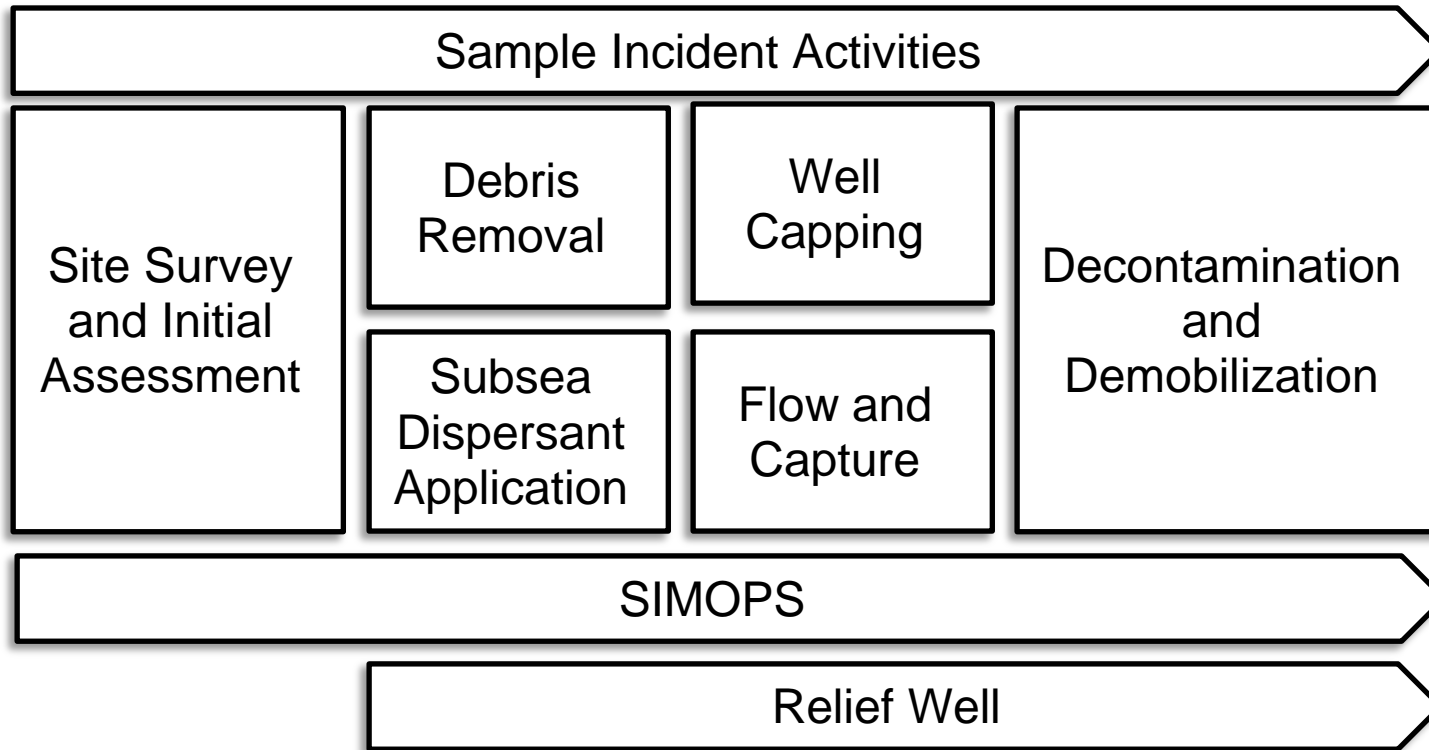 Sample Incident Activities
Site Survey
and Initial
Assessment
Debris
Removal
Subsea
Dispersant
Application
Well
Capping
Flow and
Capture
Decontamination
and
Demobilization
SIMOPS
Relief Well